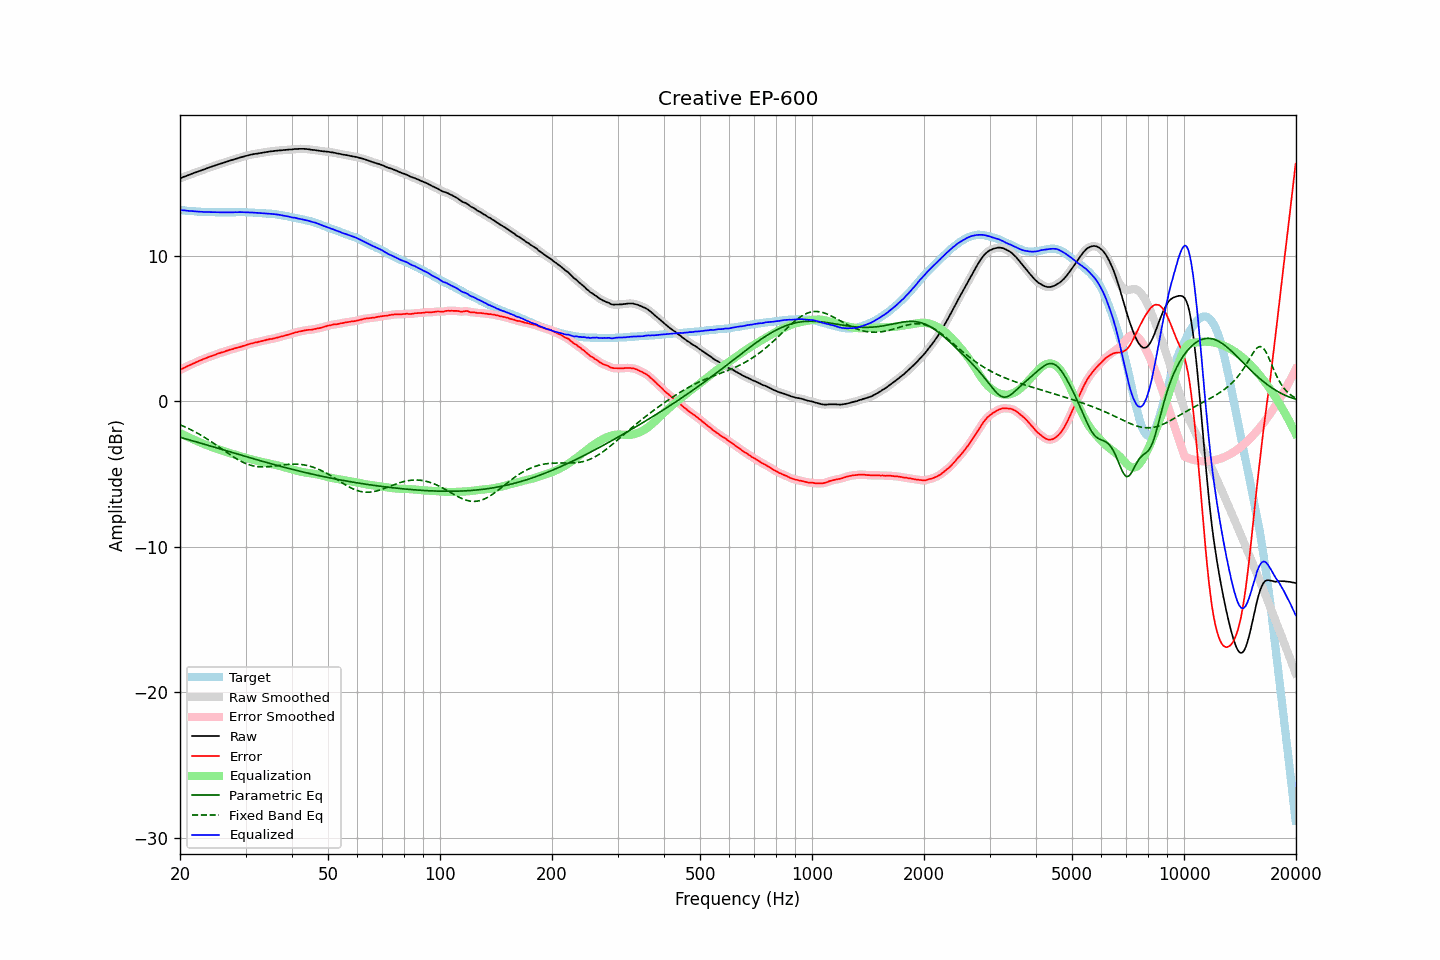 Creative EP-600
Amplitude (dBr)
10
0
−10
−20
−30
Target
Raw Smoothed
Error Smoothed
Raw
Error
Equalization
Parametric Eq
Fixed Band Eq
Equalized
20 50 100 200 500 1000 2000 5000 10000 20000
Frequency (Hz)